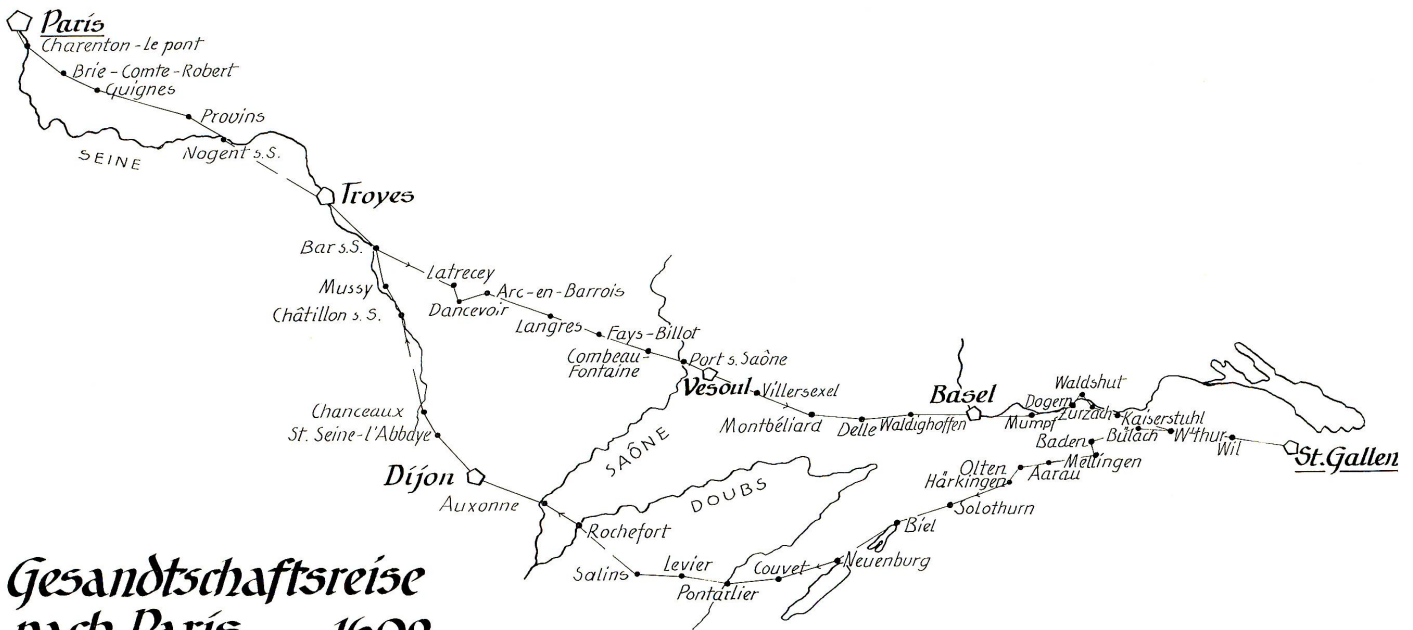 Paris
Charenton-Le pont
Brie-Comte-Robert
Guignes
Provins
Nogent s.S.
SEINE
Troyes
Bar s.S.
Latrecey
Mussy
Dancevoir
Arc-en-Barrois
Châtillon s. S.
Langres
Fays-Billot
Combeau-
Fontaine
Port s. Saône
Vesoul
Villersexel
Montbéliard
Delle
Waldighoffen
Basel
Mumpf
Dogern
Waldshut
Zurzach
Kaiserstuhl
Bülach
W'thur
Wil
St. Gallen
Baden
Mellingen
Aarau
Olten
Härkingen
Solothurn
Biel
Neuenburg
Couvet
Pontarlier
Levier
Salins
Rochefort
DOUBS
SAÔNE
Auxonne
Dijon
St. Seine-l'Abbaye
Chanceaux
Gesandtschaftsreise
nach Paris